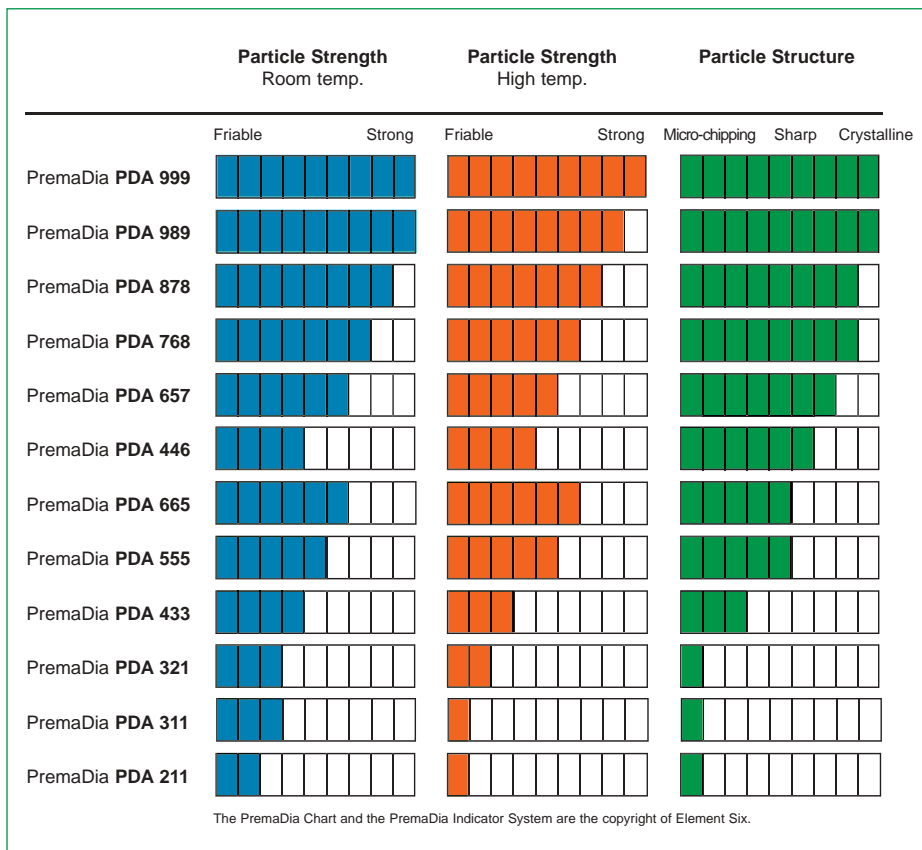 Particle Strength
Room temp.
Particle Strength
High temp.
Particle Structure
Friable Strong
Friable Strong
Micro-chipping Sharp Crystalline
PremaDia PDA 999
PremaDia PDA 989
PremaDia PDA 878
PremaDia PDA 768
PremaDia PDA 657
PremaDia PDA 446
PremaDia PDA 665
PremaDia PDA 555
PremaDia PDA 433
PremaDia PDA 321
PremaDia PDA 311
PremaDia PDA 211
The PremaDia Chart and the PremaDia Indicator System are the copyright of Element Six.